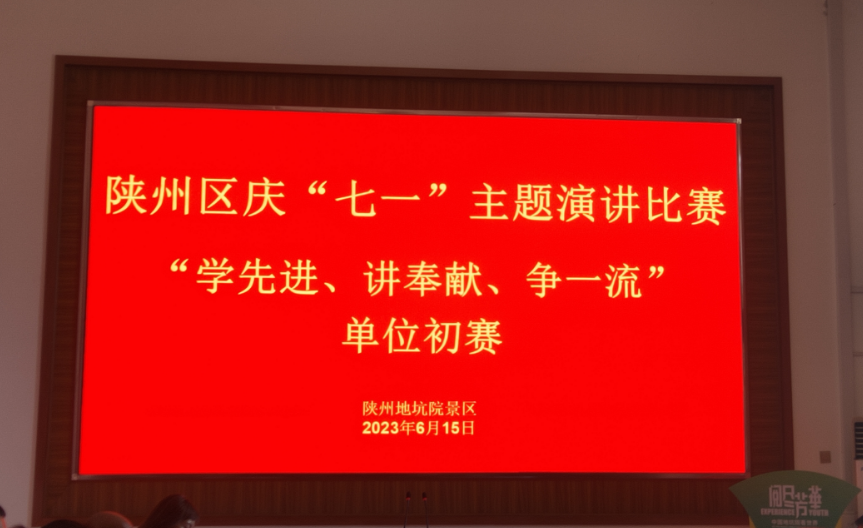 陕州区庆“七一”主题演讲比赛
“学先进、讲奉献、争一流”
单位初赛
陕州地坑院景区
2023年6月15日
EXPERIENCE YOUTH